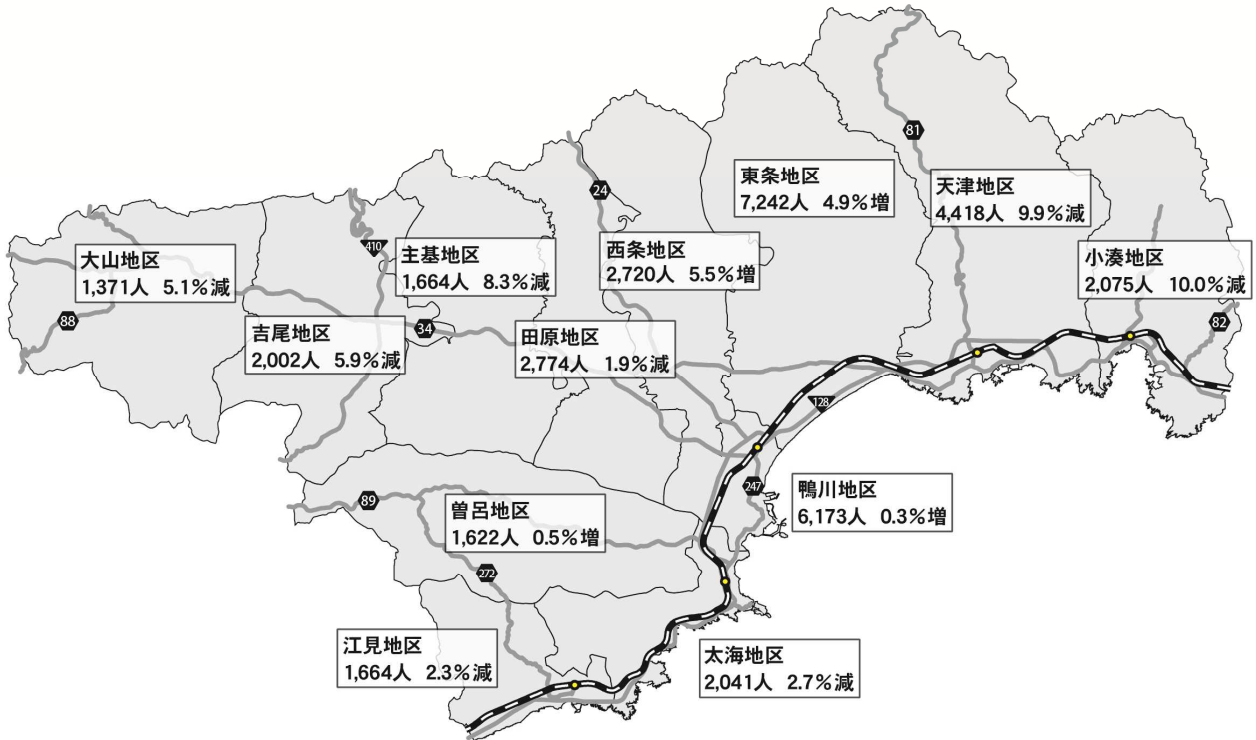 81
東条地区
7,242人 4.9%増
天津地区
4,418人 9.9%減
24
410
主基地区
1,664人 8.3%減
西条地区
2,720人 5.5%増
大山地区
1,371人 5.1%減
小湊地区
2,075人 10.0%減
88
吉尾地区
2,002人 5.9%減
34
田原地区
2,774人 1.9%減
82
128
89
曽呂地区
1,622人 0.5%増
247
鴨川地区
6,173人 0.3%増
272
江見地区
1,664人 2.3%減
太海地区
2,041人 2.7%減